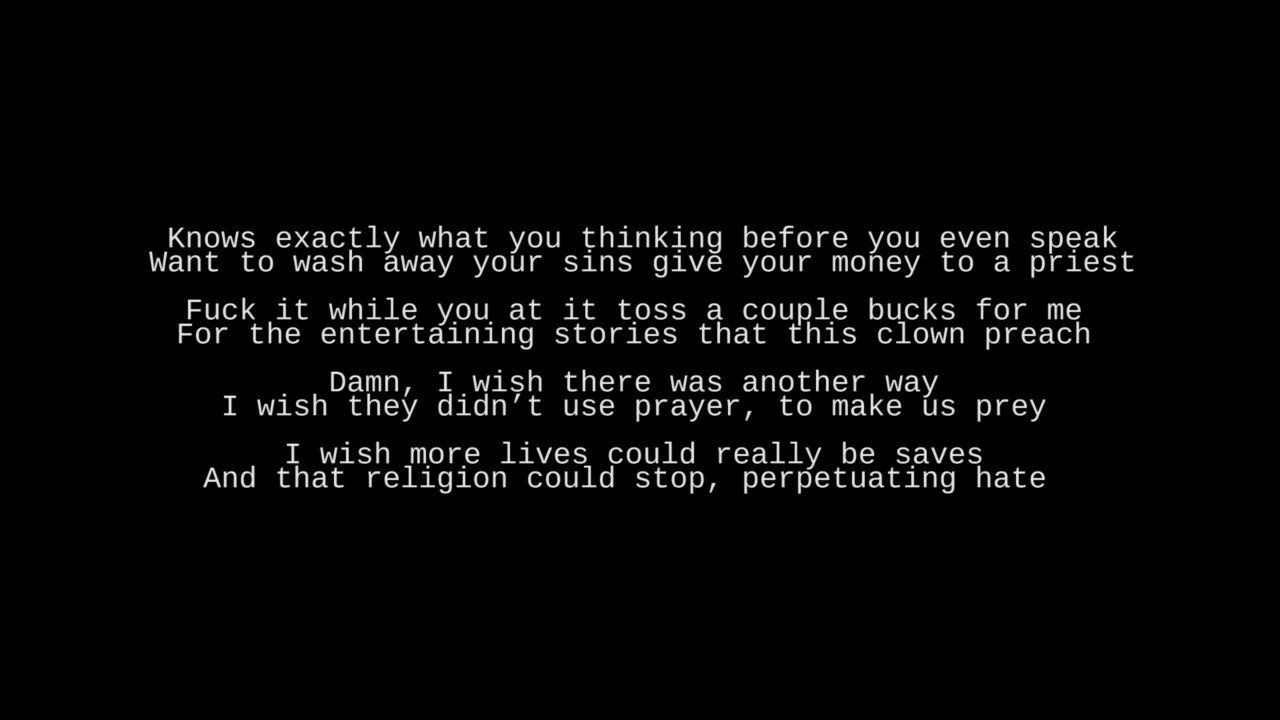 Knows exactly what you thinking before you even speak
Want to wash away your sins give your money to a priest
Fuck it while you at it toss a couple bucks for me
For the entertaining stories that this clown preach
Damn, I wish there was another way
I wish they didn’t use prayer, to make us prey
I wish more lives could really be saves
And that religion could stop, perpetuating hate